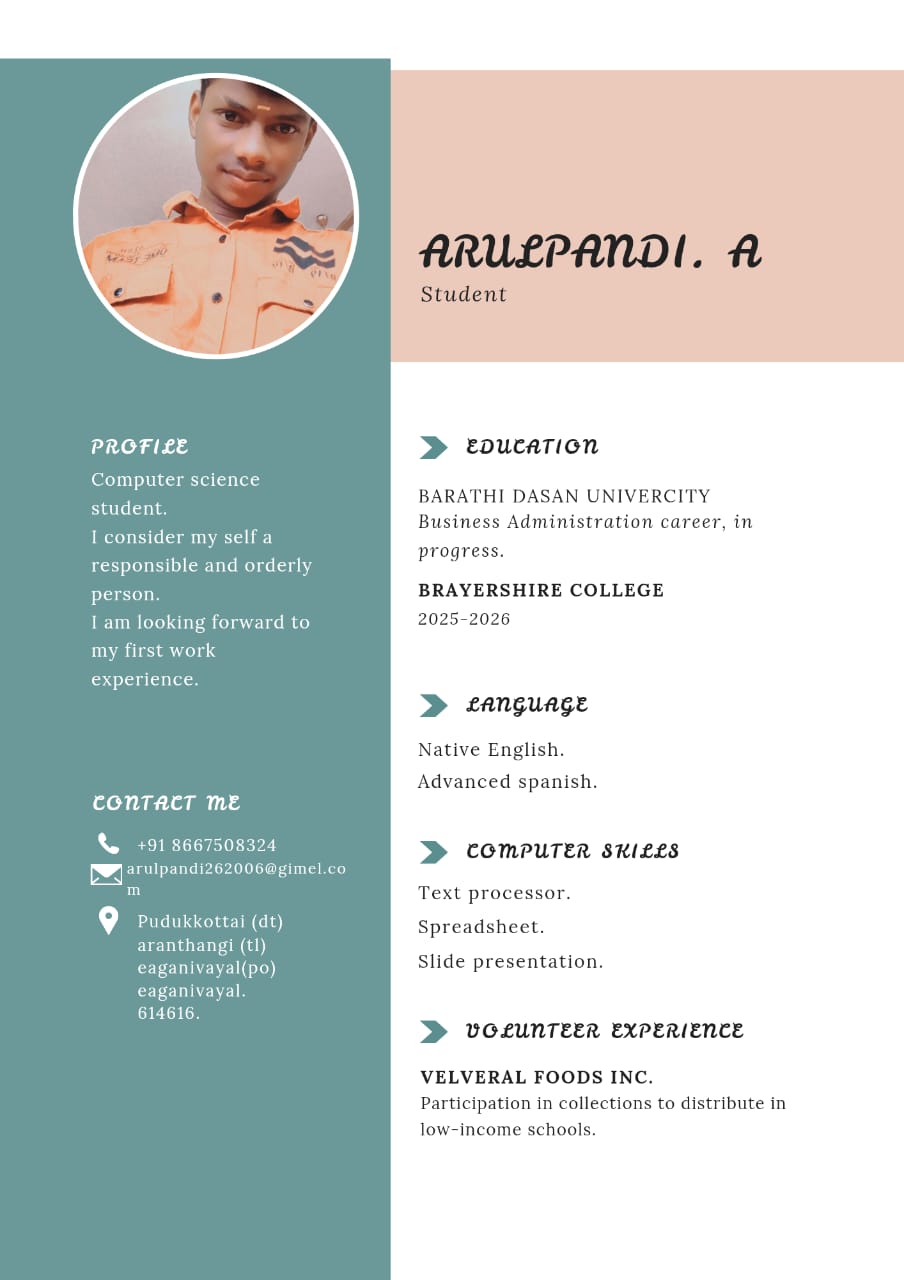 ARULPANDI. A
Student
PROFILE
Computer science
student.
I consider my self a
responsible and orderly
person.
I am looking forward to
my first work
experience.
CONTACT ME
+91 8667508324
arulpandi262006@gimel.co
m
Pudukkottai (dt)
aranthangi (tl)
eaganivayal(po)
eaganivayal.
614616.
EDUCATION
BARATHI DASAN UNIVERCITY
Business Administration career, in
progress.
BRAYERSHIRE COLLEGE
2025-2026
LANGUAGE
Native English.
Advanced spanish.
COMPUTER SKILLS
Text processor.
Spreadsheet.
Slide presentation.
VOLUNTEER EXPERIENCE
VELVERAL FOODS INC.
Participation in collections to distribute in
low-income schools.